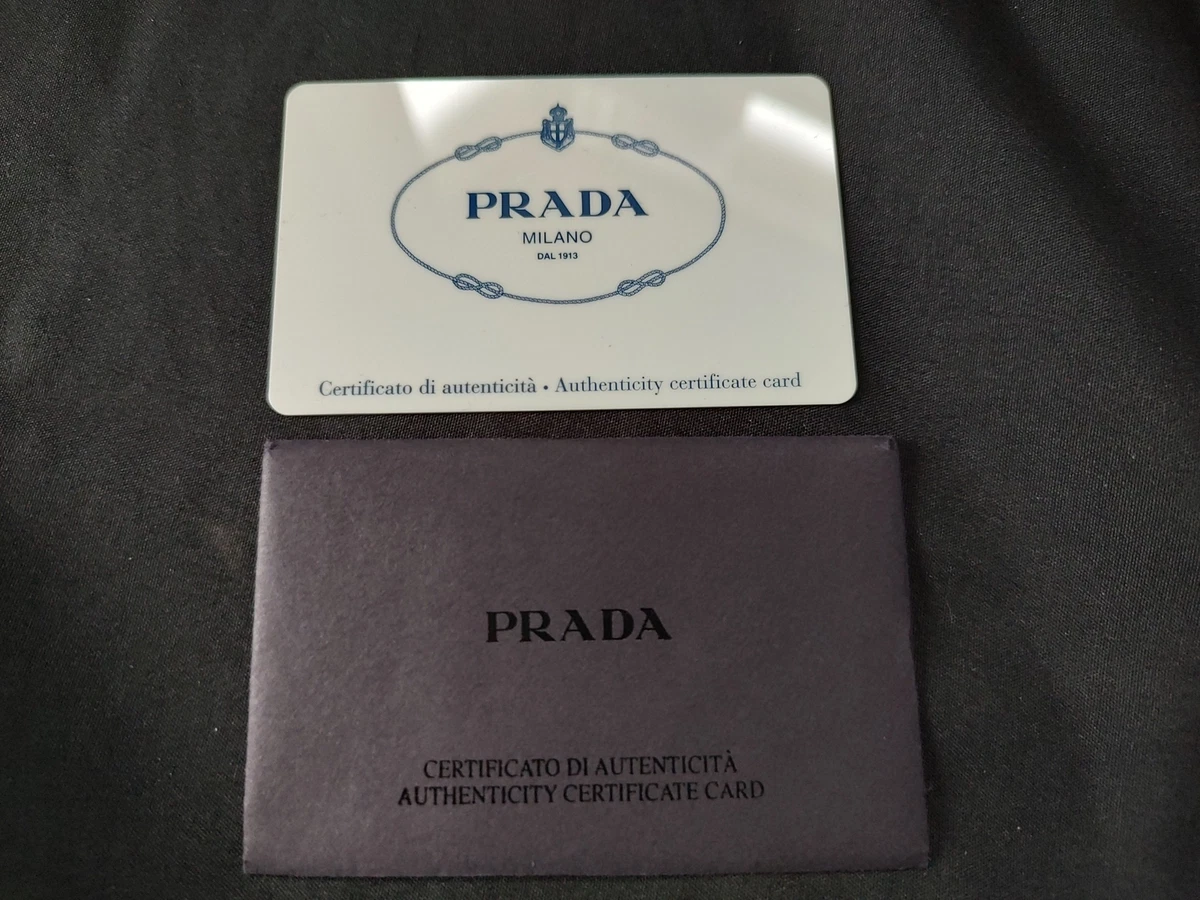 PRADA
MILANO
DAL 1913
Certificato di autenticità • Authenticity certificate card
PRADA
CERTIFICATO DI AUTENTICITÀ
AUTHENTICITY CERTIFICATE CARD